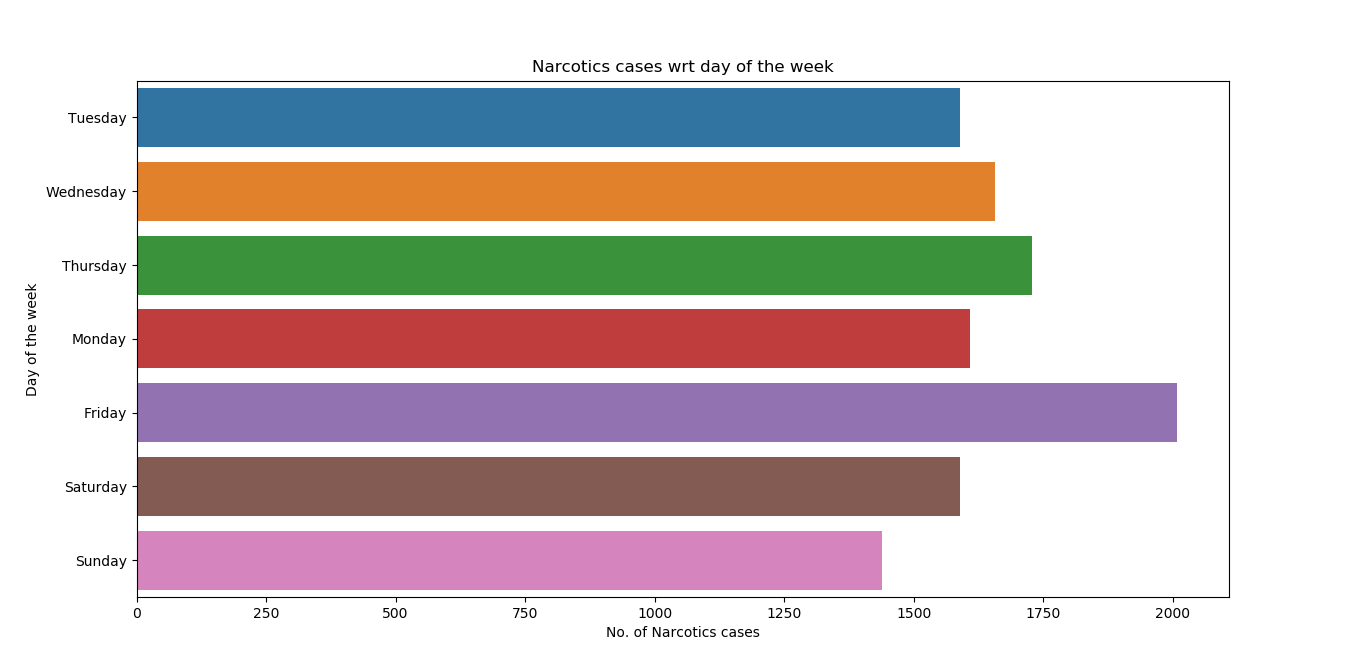 Narcotics cases wrt day of the week
Day of the week
Tuesday
Wednesday
Thursday
Monday
Friday
Saturday
Sunday
0 250 500 750 1000 1250 1500 1750 2000
No. of Narcotics cases